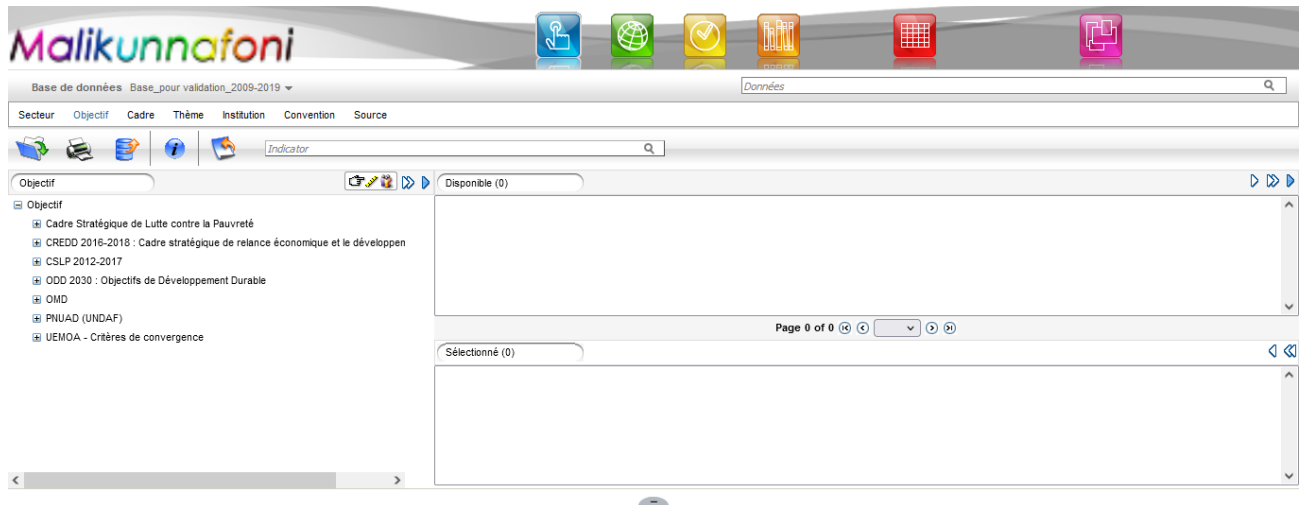 Malikunnafoni
Base de données Base_pour validation_2009-2019
Données
Secteur Objectif Cadre Thème Institution Convention Source
Indicator
Objectif
Disponible (0)
Objectif
Cadre Stratégique de Lutte contre la Pauvreté
CREDD 2016-2018 : Cadre stratégique de relance économique et le développen
CSLP 2012-2017
ODD 2030 : Objectifs de Développement Durable
OMD
PNUAD (UNDAF)
UEMOA - Critères de convergence
Page 0 of 0
Sélectionné (0)